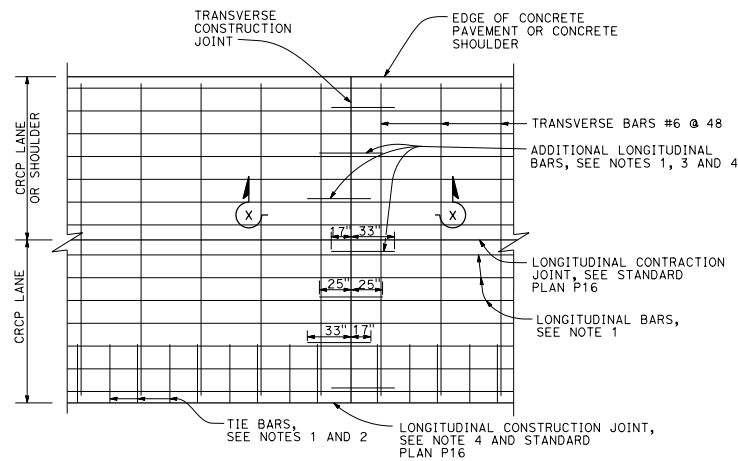 TRANSVERSE
CONSTRUCTION
JOINT
EDGE OF CONCRETE
PAVEMENT OR CONCRETE
SHOULDER
CRCP LANE
OR SHOULDER
TRANSVERSE BARS #6 @ 48
ADDITIONAL LONGITUDINAL
BARS, SEE NOTES 1, 3 AND 4
X
X
17" 33"
LONGITUDINAL CONTRACTION
JOINT, SEE STANDARD
PLAN P16
CRCP LANE
25" 25"
LONGITUDINAL BARS,
SEE NOTE 1
33" 17"
TIE BARS,
SEE NOTES 1 AND 2
LONGITUDINAL CONSTRUCTION JOINT,
SEE NOTE 4 AND STANDARD
PLAN P16